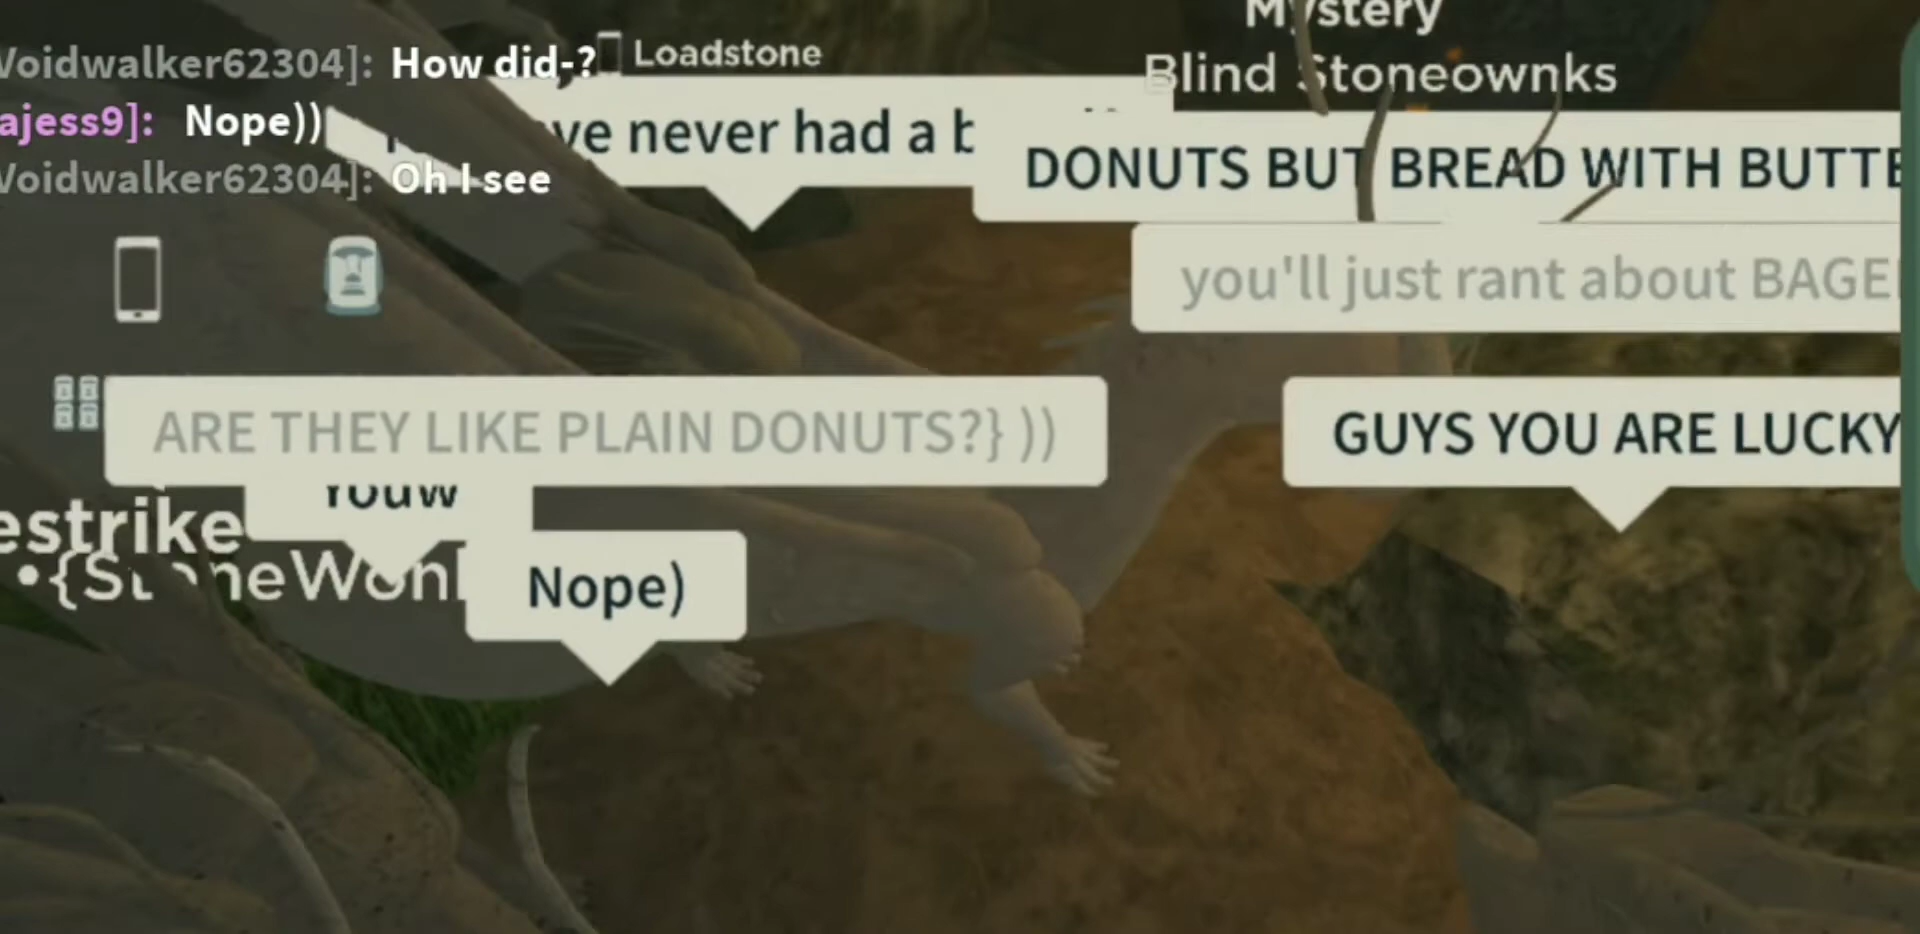 Voidwalker62304]: How did-?
Loadstone
Mystery
Blind Stoneownks
ajess9]: Nope))
ve never had a b
DONUTS BUT BREAD WITH BUTTE
Voidwalker62304]: Oh I see
you'll just rant about BAGE
ARE THEY LIKE PLAIN DONUTS?} ))
GUYS YOU ARE LUCKY
Youw
estrike
Nope)